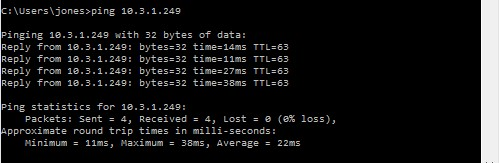 C:\Users\jones>ping 10.3.1.249
Pinging 10.3.1.249 with 32 bytes of data:
Reply from 10.3.1.249: bytes=32 time=14ms TTL=63
Reply from 10.3.1.249: bytes=32 time=11ms TTL=63
Reply from 10.3.1.249: bytes=32 time=27ms TTL=63
Reply from 10.3.1.249: bytes=32 time=38ms TTL=63
Ping statistics for 10.3.1.249:
    Packets: Sent = 4, Received = 4, Lost = 0 (0% loss),
Approximate round trip times in milli-seconds:
    Minimum = 11ms, Maximum = 38ms, Average = 22ms